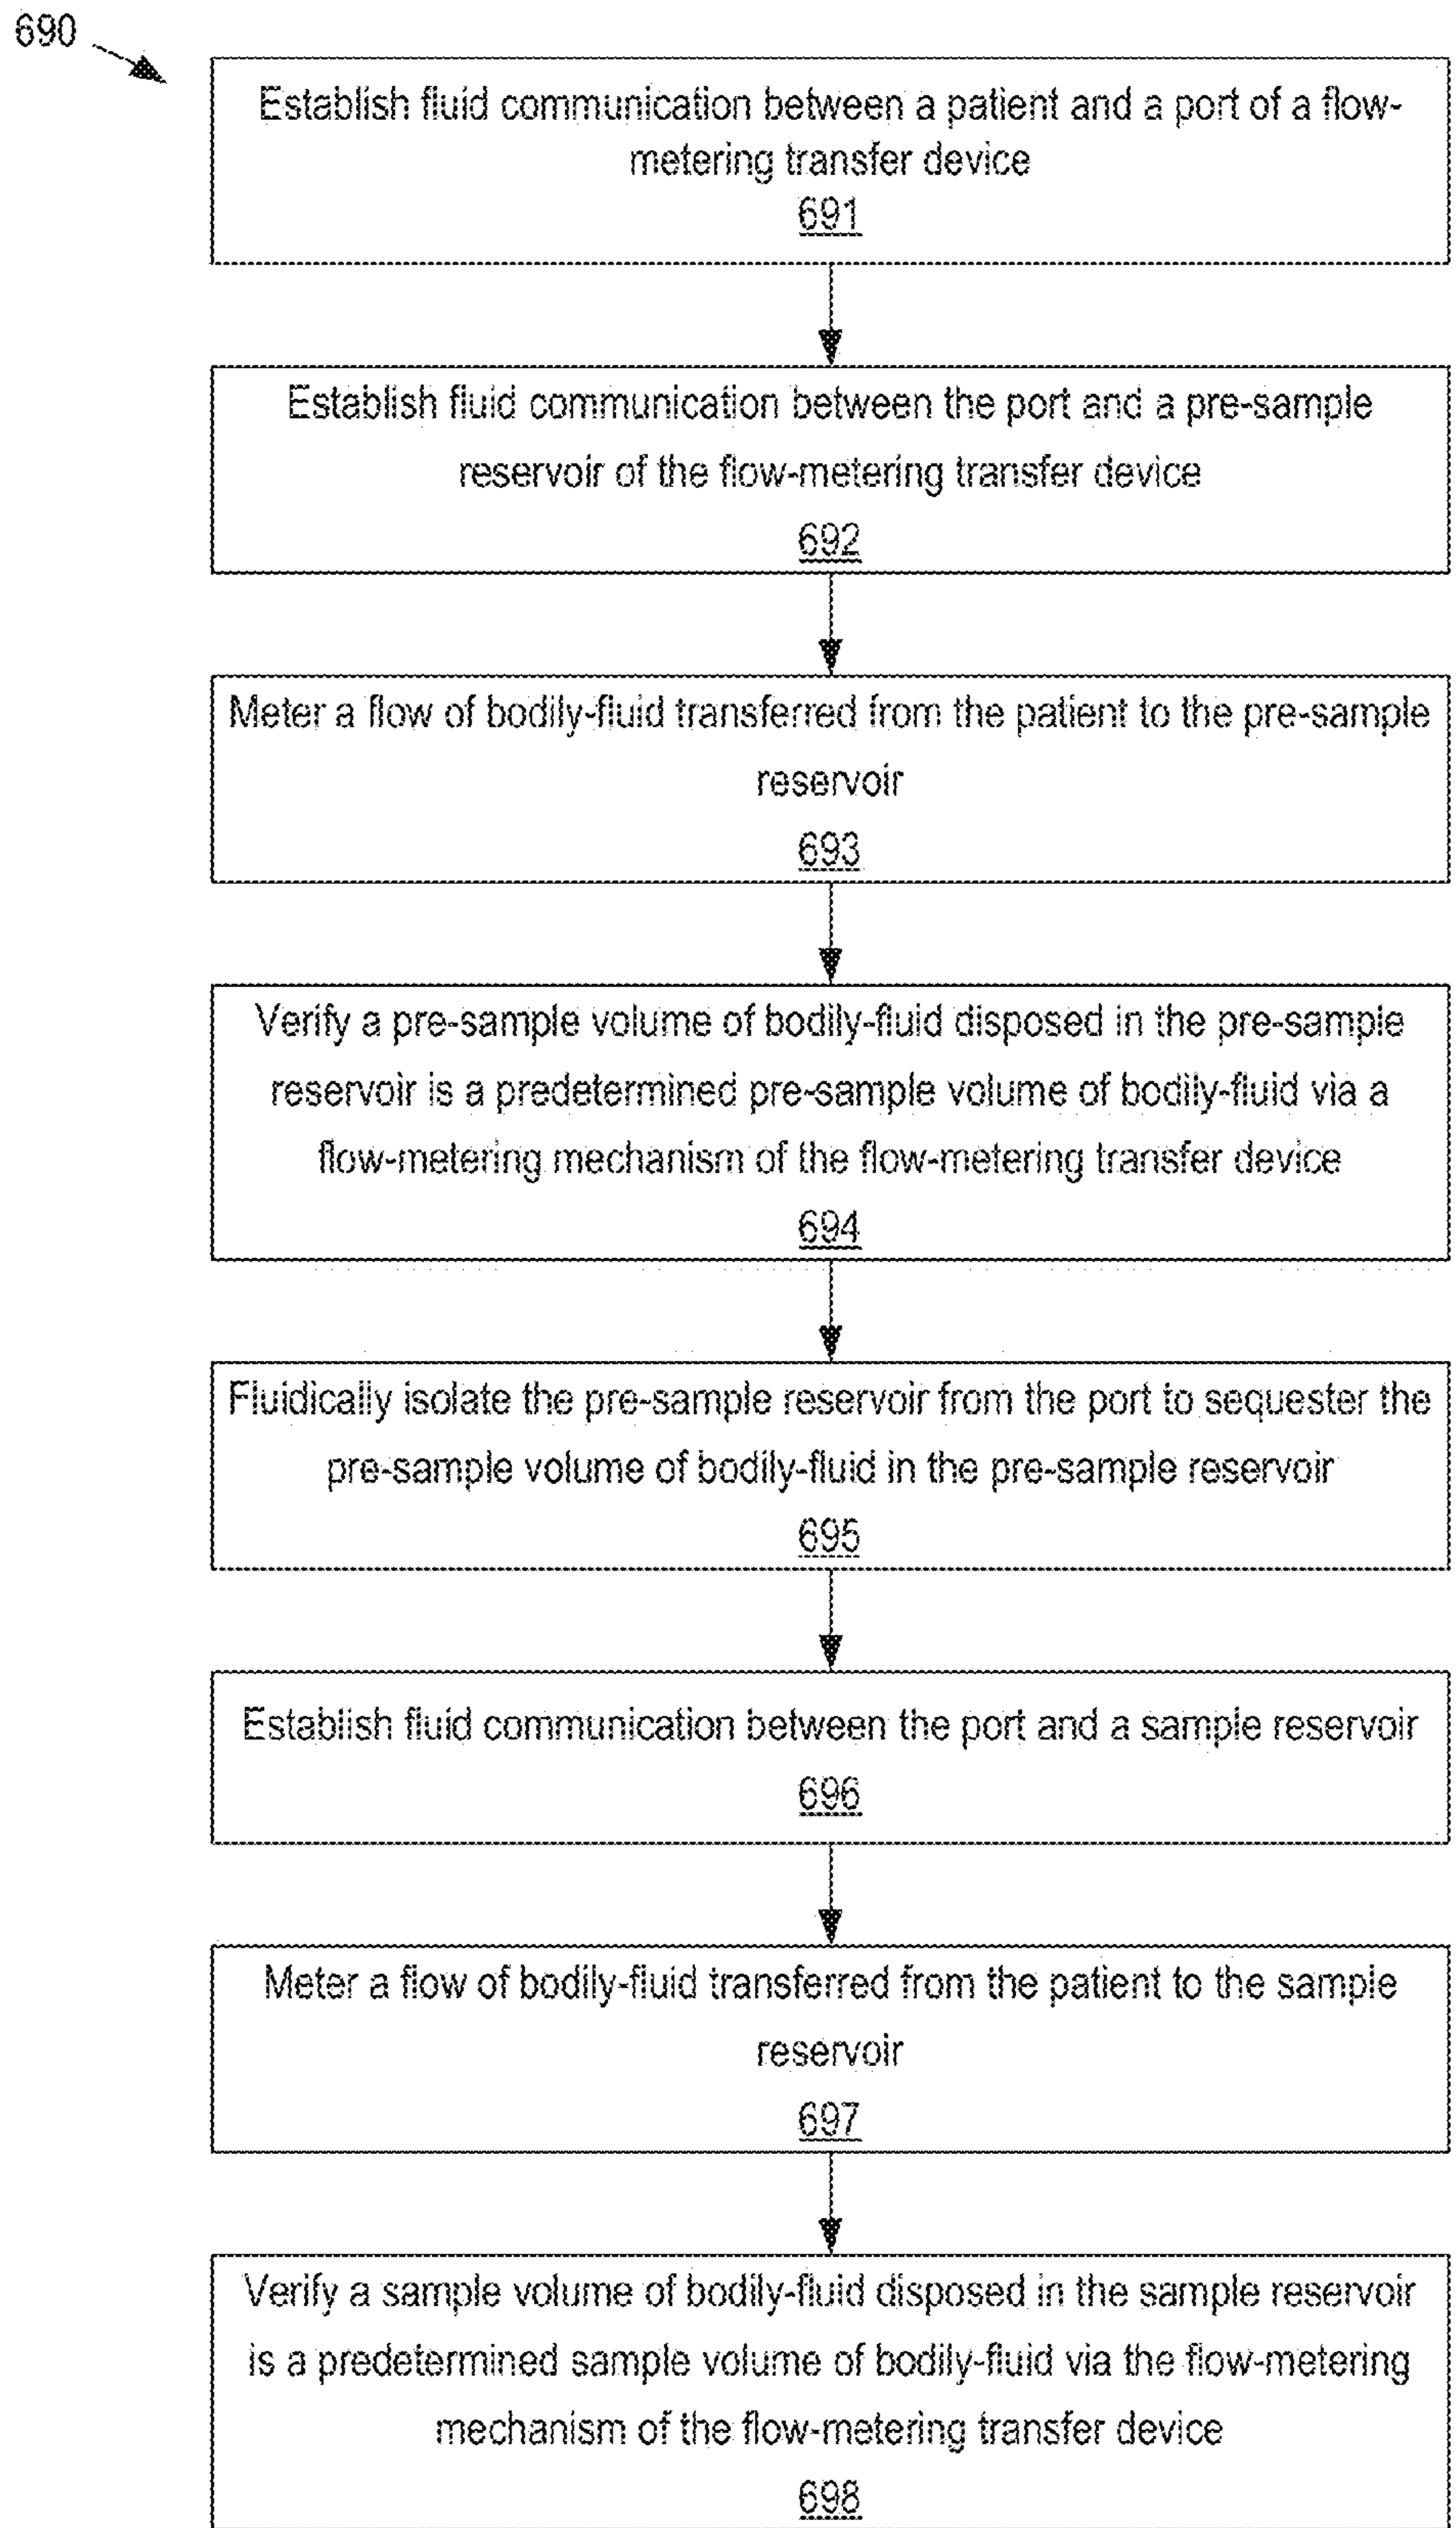 690
Establish fluid communication between a patient and a port of a flow-
metering transfer device
691
Establish fluid communication between the port and a pre-sample
reservoir of the flow-metering transfer device
692
Meter a flow of bodily-fluid transferred from the patient to the pre-sample
reservoir
693
Verify a pre-sample volume of bodily-fluid disposed in the pre-sample
reservoir is a predetermined pre-sample volume of bodily-fluid via a
flow-metering mechanism of the flow-metering transfer device
694
Fluidically isolate the pre-sample reservoir from the port to sequester the
pre-sample volume of bodily-fluid in the pre-sample reservoir
695
Establish fluid communication between the port and a sample reservoir
696
Meter a flow of bodily-fluid transferred from the patient to the sample
reservoir
697
Verify a sample volume of bodily-fluid disposed in the sample reservoir
is a predetermined sample volume of bodily-fluid via the flow-metering
mechanism of the flow-metering transfer device
698